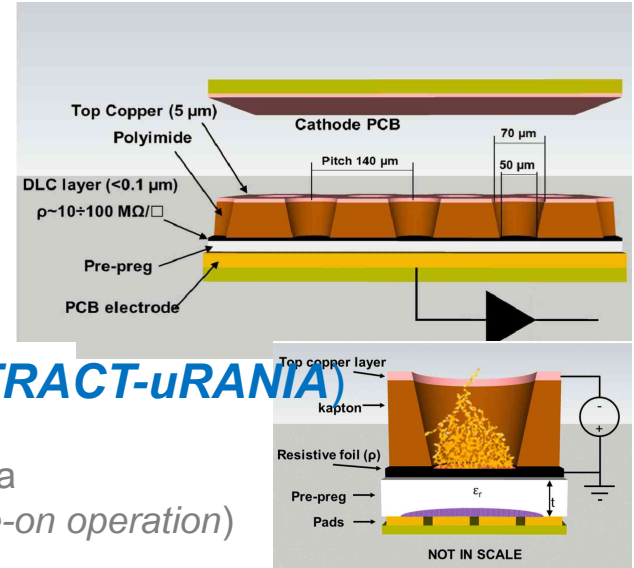 Top Copper (5 µm)
Cathode PCB
Polyimide
70 µm
Pitch 140 µm
50 µm
DLC layer (<0.1 µm)
ρ~10÷100 MΩ/□
Pre-preg
PCB electrode
TRACT-uRANIA)
a
e-on operation)
Top copper layer
kapton
-
+
Resistive foil (ρ)
Pre-preg
εr
t
Pads
NOT IN SCALE